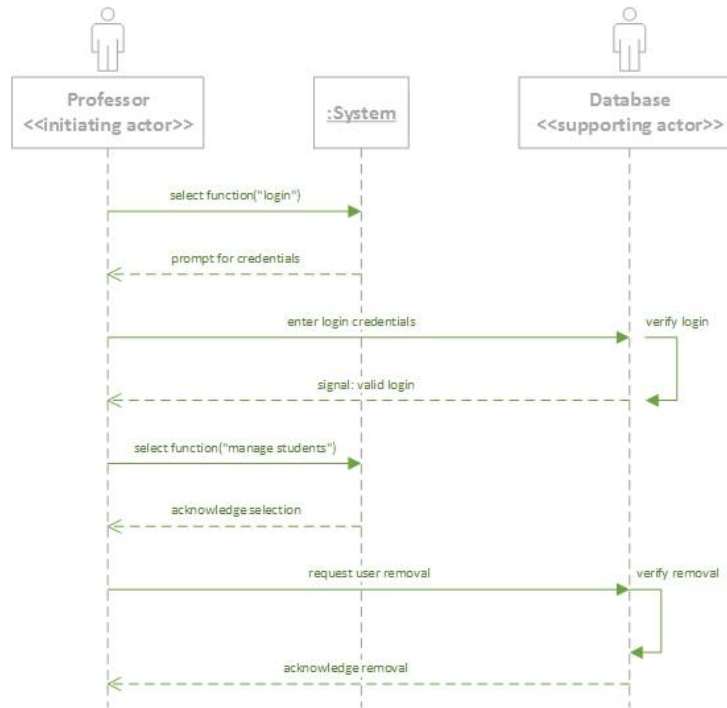 Professor
<<initiating actor>>
:System
Database
<<supporting actor>>
select function("login")
prompt for credentials
enter login credentials
verify login
signal: valid login
select function("manage students")
acknowledge selection
request user removal
verify removal
acknowledge removal